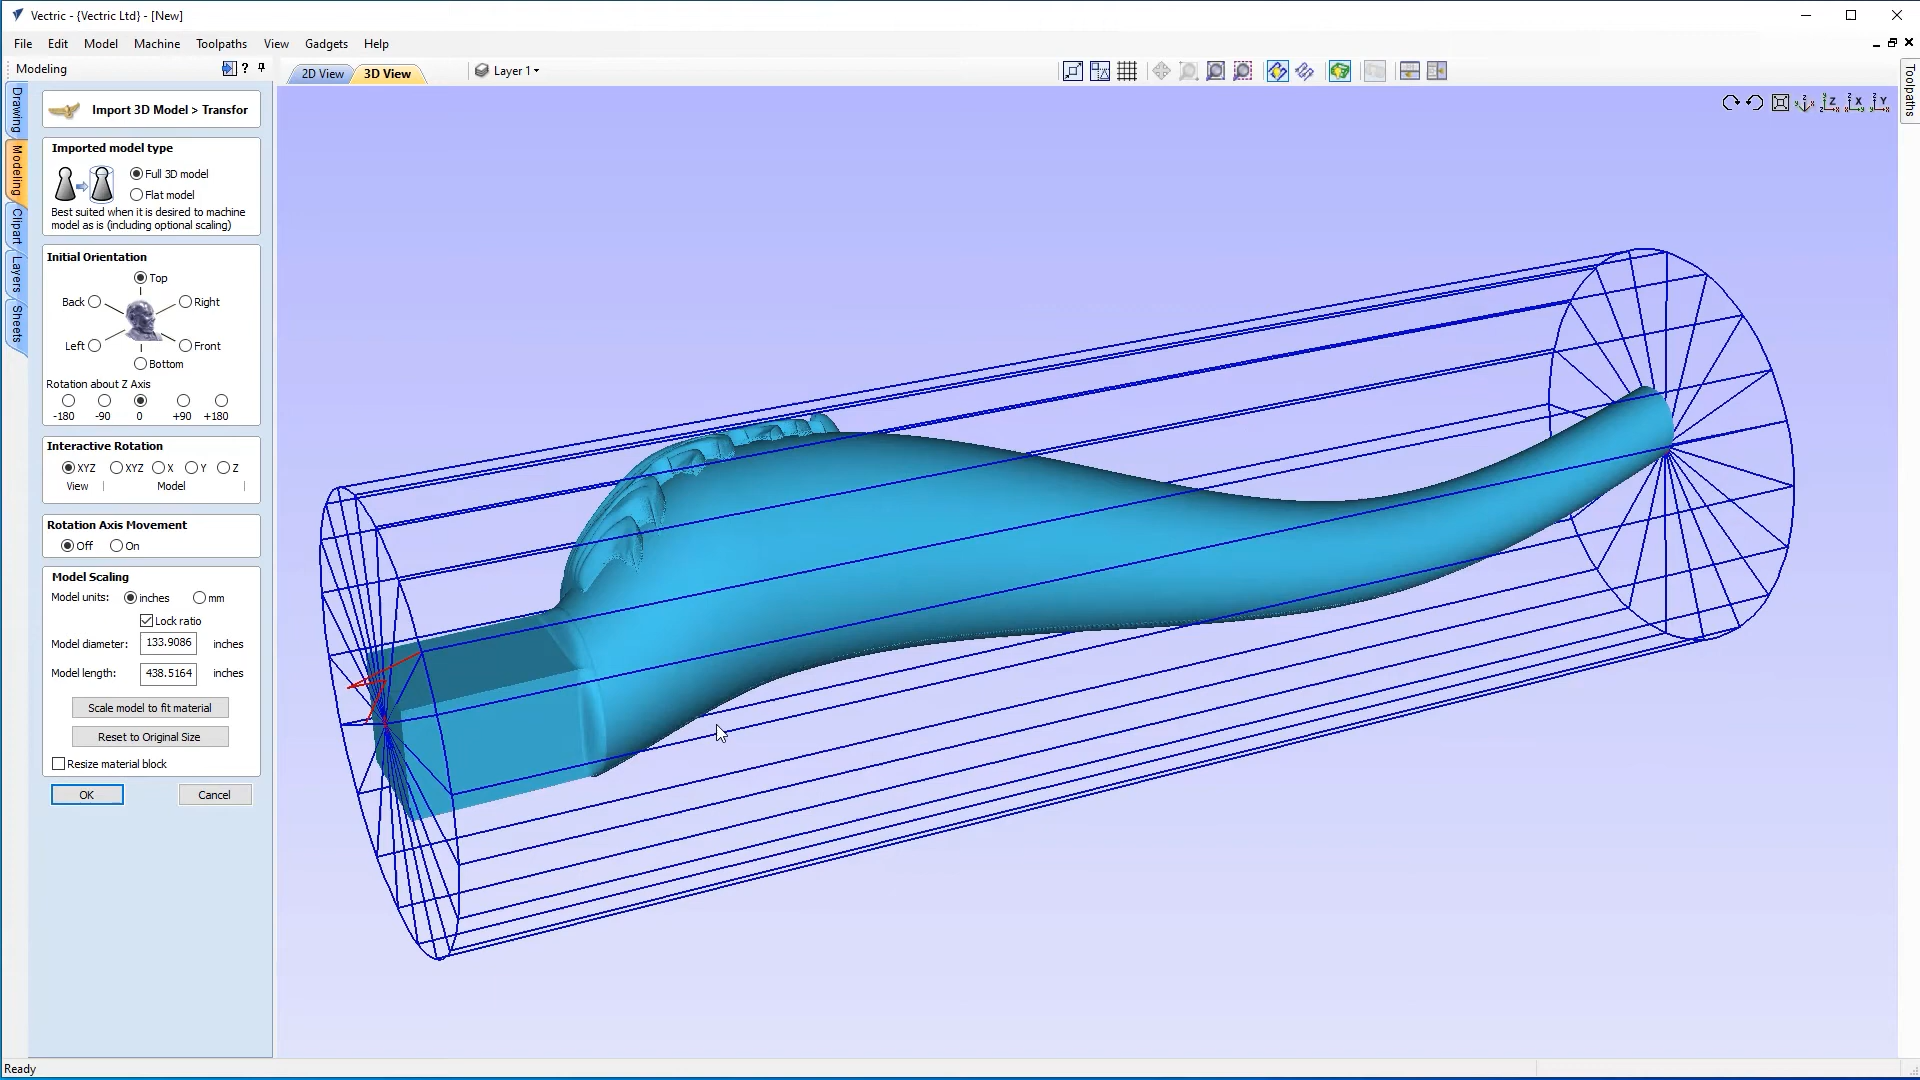 Vectric - {Vectric Ltd} - [New]
File Edit Model Machine Toolpaths View Gadgets Help
Modeling
?
2D View
3D View
Layer 1
Drawing
Modeling
Clipart
Layers
Sheets
Import 3D Model > Transfor
Imported model type
Full 3D model
Flat model
Best suited when it is desired to machine
model as is (including optional scaling)
Initial Orientation
Top
Back
Right
Left
Front
Bottom
Rotation about Z Axis
-180 -90 0 +90 +180
Interactive Rotation
XYZ XYZ X Y Z
View | Model |
Rotation Axis Movement
Off On
Model Scaling
Model units: inches mm
Lock ratio
Model diameter: 133.9086 inches
Model length: 438.5164 inches
Scale model to fit material
Reset to Original Size
Resize material block
OK Cancel
Toolpaths
Ready